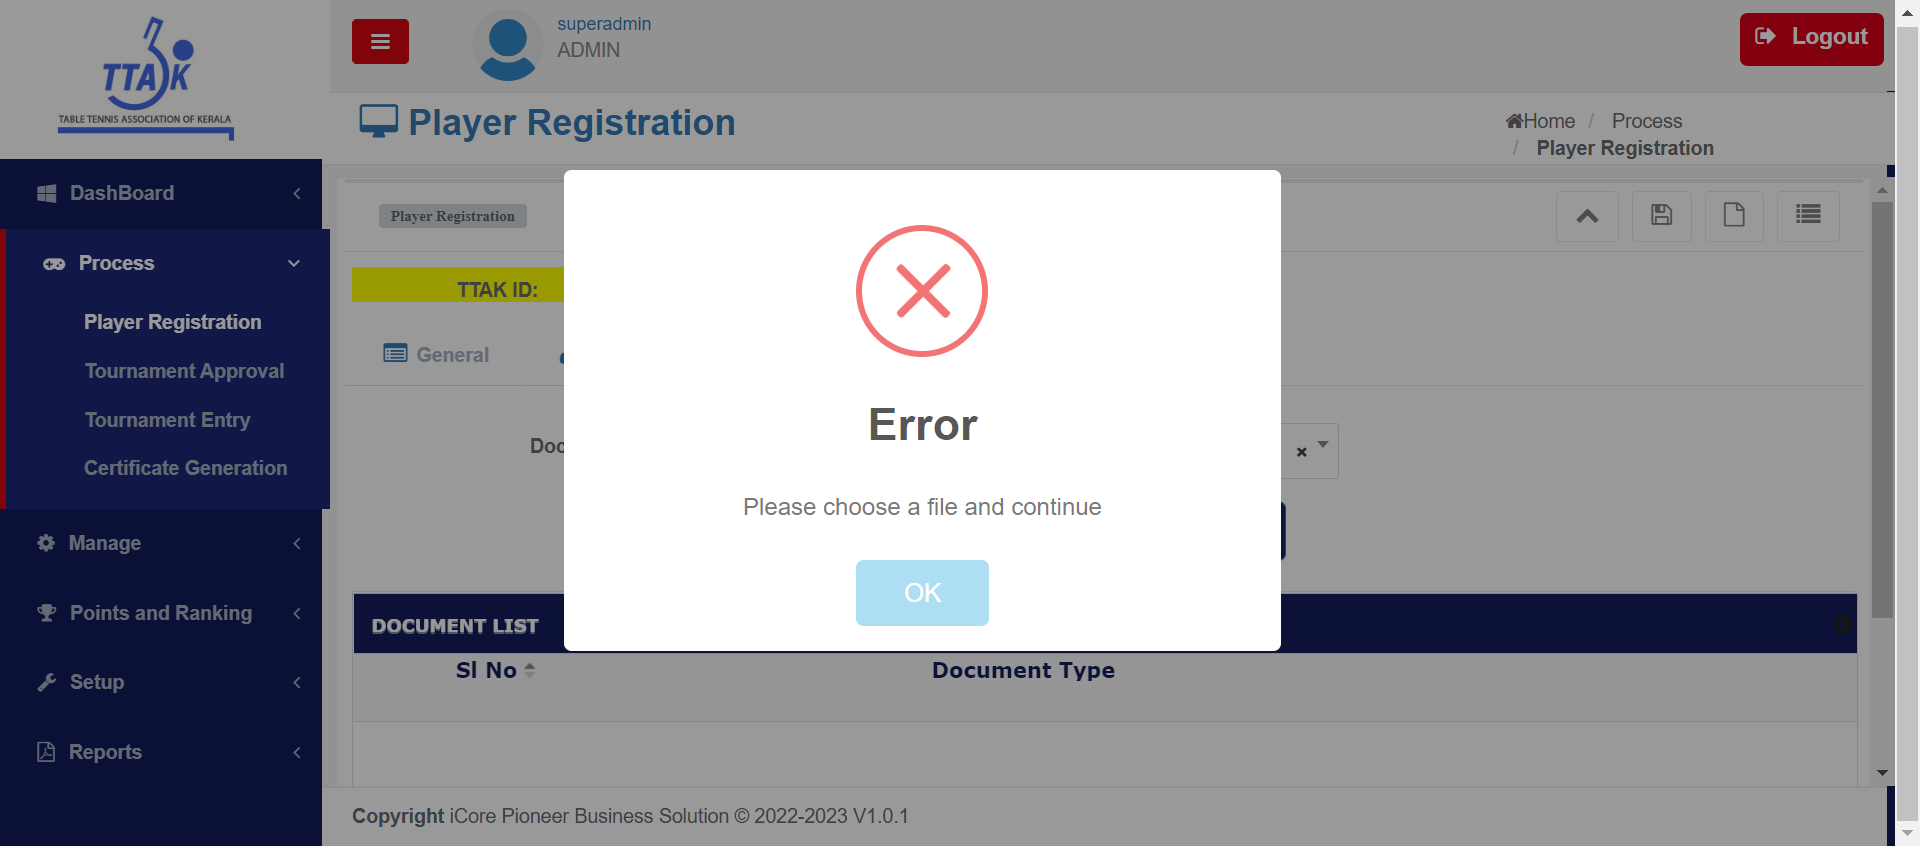 superadmin
ADMIN
Logout
TTAK
TABLE TENNIS ASSOCIATION OF KERALA
Player Registration
Home / Process
/ Player Registration
DashBoard
Process
Player Registration
Tournament Approval
Tournament Entry
Certificate Generation
Manage
Points and Ranking
Setup
Reports
Player Registration
TTAK ID:
General
Error
Please choose a file and continue
OK
DOCUMENT LIST
Sl No
Document Type
Copyright iCore Pioneer Business Solution © 2022-2023 V1.0.1